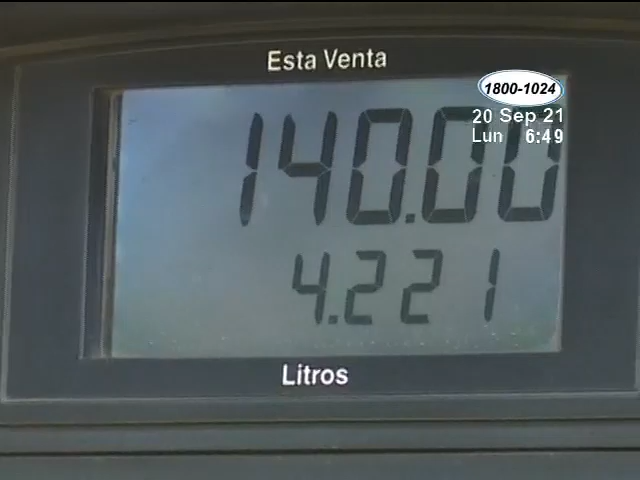 Esta Venta
1800-1024
20 Sep 21
Lun 6:49
140.00
4.221
Litros